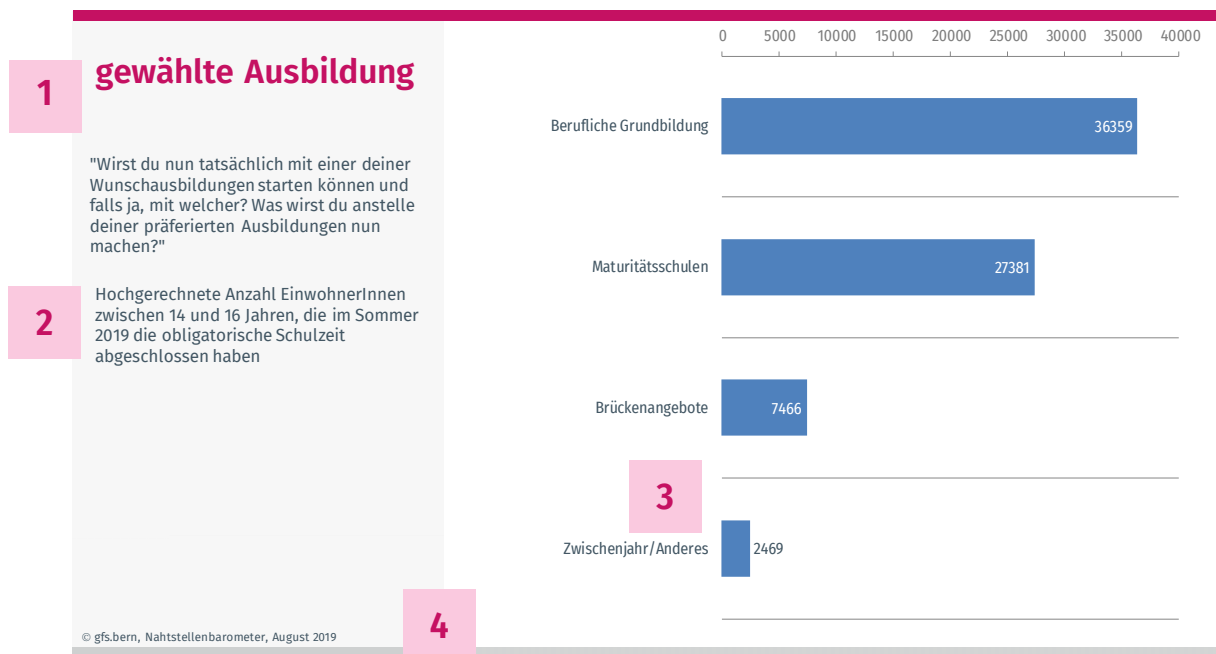 1
gewählte Ausbildung
"Wirst du nun tatsächlich mit einer deiner
Wunschausbildungen starten können und
falls ja, mit welcher? Was wirst du anstelle
deiner präferierten Ausbildungen nun
machen?"
2
Hochgerechnete Anzahl EinwohnerInnen
zwischen 14 und 16 Jahren, die im Sommer
2019 die obligatorische Schulzeit
abgeschlossen haben
© gfs.bern, Nahtstellenbarometer, August 2019
4
0 5000 10000 15000 20000 25000 30000 35000 40000
Berufliche Grundbildung 36359
Maturitätsschulen 27381
Brückenangebote 7466
3
Zwischenjahr/Anderes 2469